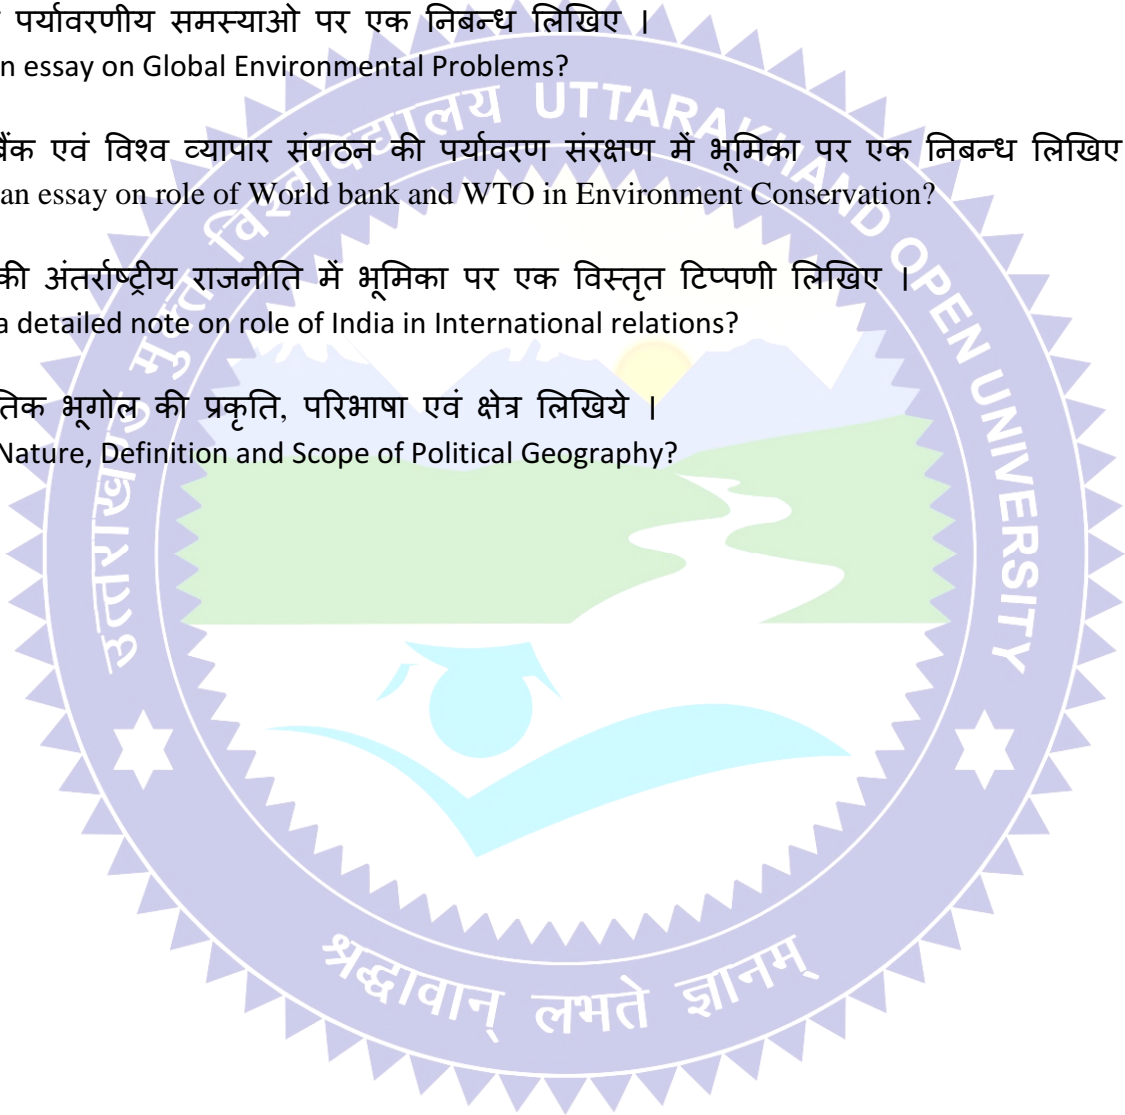 पर्यावरणीय समस्याओ पर एक निबन्ध लिखिए ।
n essay on Global Environmental Problems?
बैंक एवं विश्व व्यापार संगठन की पर्यावरण संरक्षण में भूमिका पर एक निबन्ध लिखिए
an essay on role of World bank and WTO in Environment Conservation?
की अंतर्राष्ट्रीय राजनीति में भूमिका पर एक विस्तृत टिप्पणी लिखिए ।
a detailed note on role of India in International relations?
तिक भूगोल की प्रकृति, परिभाषा एवं क्षेत्र लिखिये ।
Nature, Definition and Scope of Political Geography?
उत्तराखण्ड मुक्त विश्वविद्यालय UTTARAKHAND OPEN UNIVERSITY
श्रद्धावान् लभते ज्ञानम्